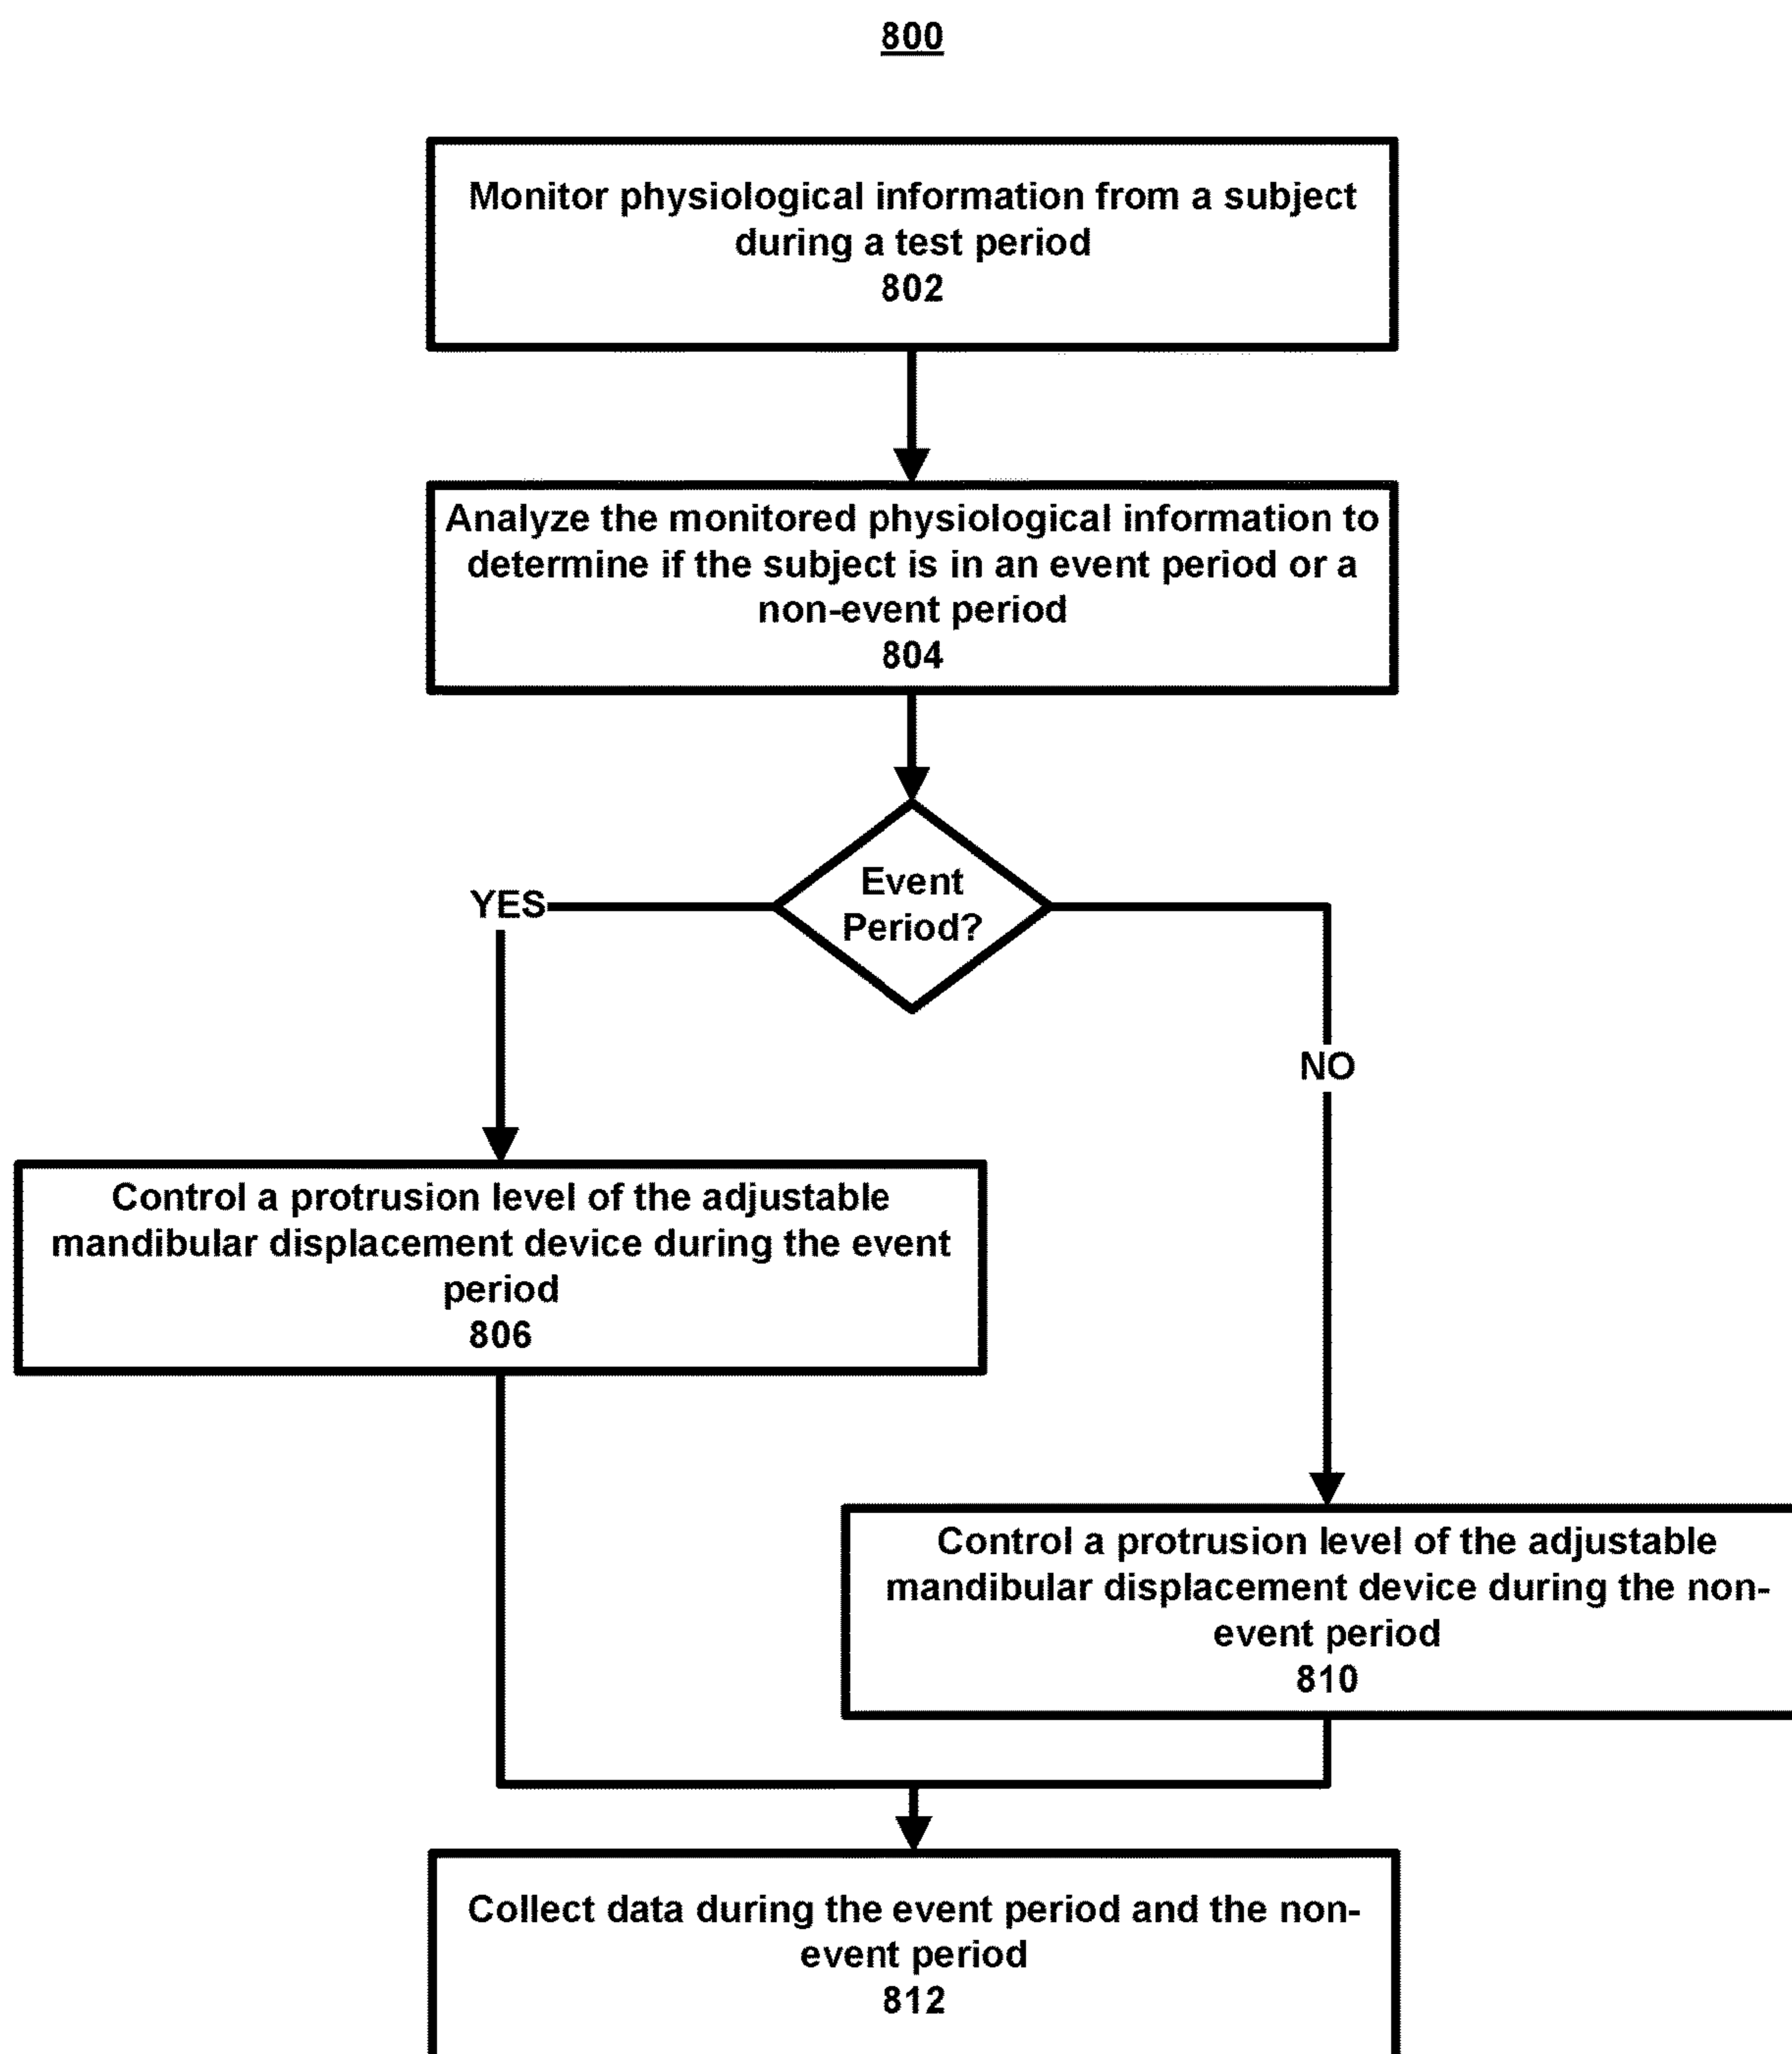 800
Monitor physiological information from a subject
during a test period
802
Analyze the monitored physiological information to
determine if the subject is in an event period or a
non-event period
804
Event
Period?
YES
NO
Control a protrusion level of the adjustable
mandibular displacement device during the event
period
806
Control a protrusion level of the adjustable
mandibular displacement device during the non-
event period
810
Collect data during the event period and the non-
event period
812